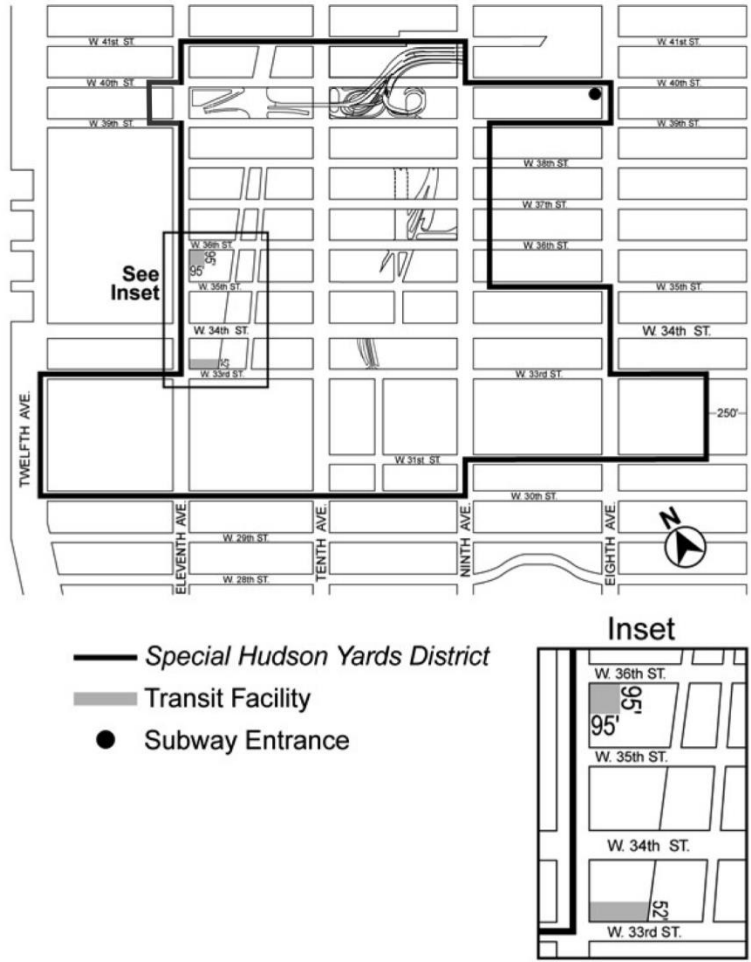 W. 41st ST.
W. 41st ST.
W. 40th ST.
W. 40th ST.
W. 39th ST.
W. 39th ST.
W. 38th ST.
W. 37th ST.
W. 36th ST.
W. 36th ST.
95'
95'
See
Inset
W. 35th ST.
W. 35th ST.
W. 34th ST.
W. 34th ST.
52'
W. 33rd ST.
W. 33rd ST.
250'
TWELFTH AVE.
W. 31st ST.
W. 30th ST.
ELEVENTH AVE.
TENTH AVE.
NINTH AVE.
EIGHTH AVE.
N
W. 29th ST.
W. 28th ST.
Special Hudson Yards District
Transit Facility
Subway Entrance
Inset
W. 36th ST.
95'
95'
W. 35th ST.
W. 34th ST.
52'
W. 33rd ST.